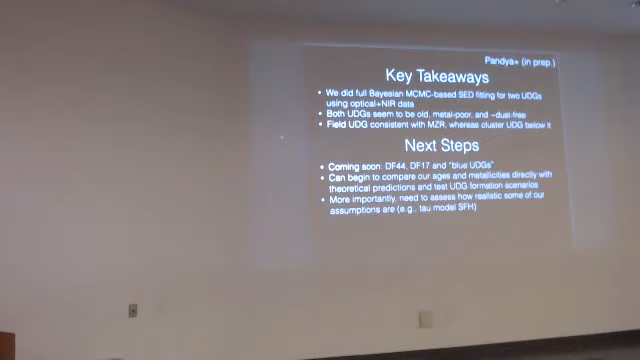 Pandya+ (in prep.)
Key Takeaways
• We did full Bayesian MCMC-based SED fitting for two UDGs
using optical+NIR data
• Both UDGs seem to be old, metal-poor, and ~dust-free
• Field UDG consistent with MZR, whereas cluster UDG below it
Next Steps
• Coming soon: DF44, DF17 and "blue UDGs"
• Can begin to compare our ages and metallicities directly with
theoretical predictions and test UDG formation scenarios
• More importantly, need to assess how realistic some of our
assumptions are (e.g., tau model SFH)